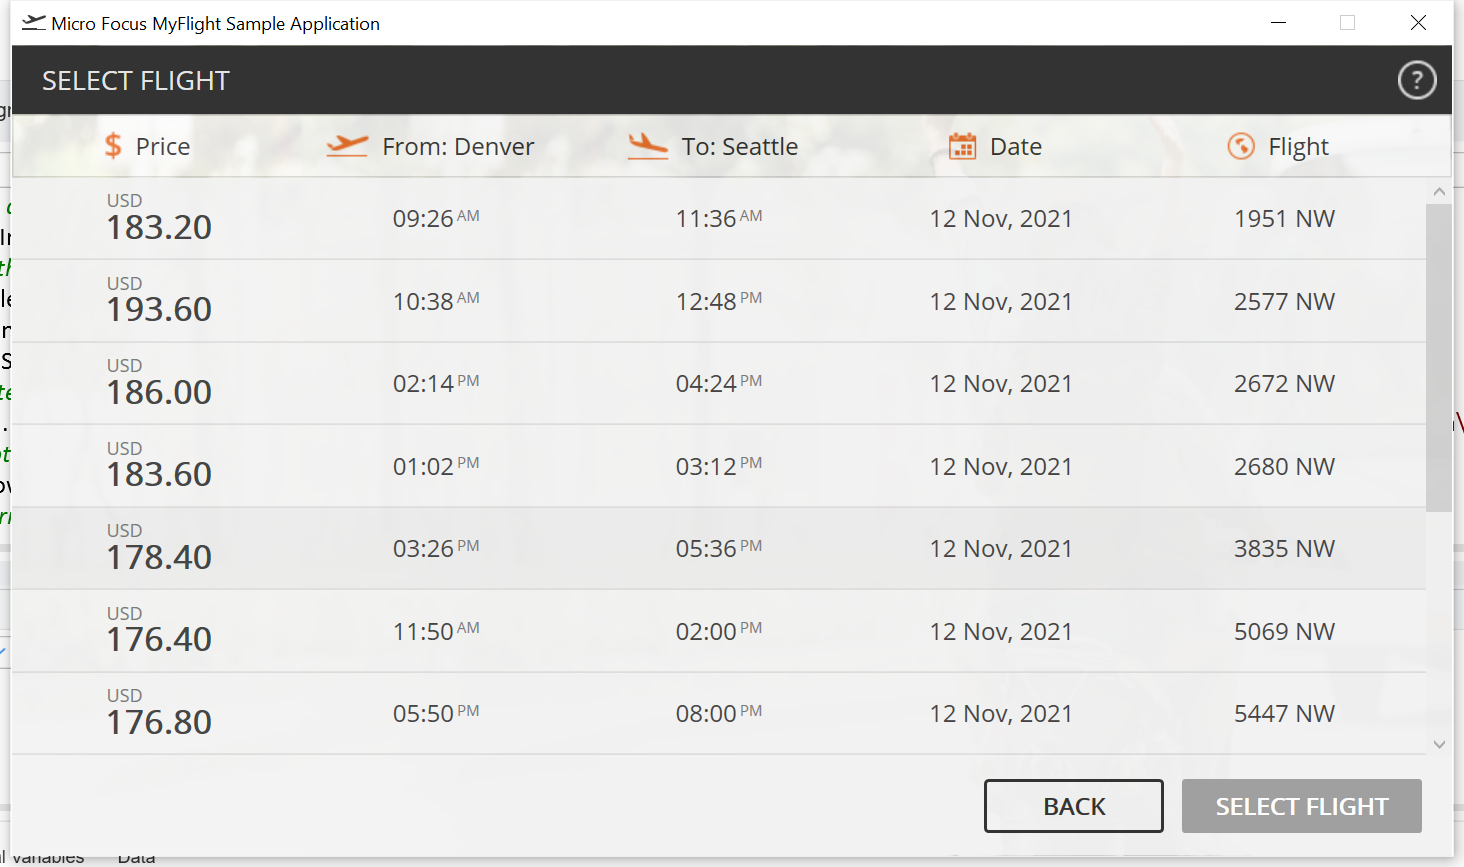 Micro Focus MyFlight Sample Application
SELECT FLIGHT ?
$ Price From: Denver To: Seattle Date Flight
USD
183.20 09:26 AM 11:36 AM 12 Nov, 2021 1951 NW
USD
193.60 10:38 AM 12:48 PM 12 Nov, 2021 2577 NW
USD
186.00 02:14 PM 04:24 PM 12 Nov, 2021 2672 NW
USD
183.60 01:02 PM 03:12 PM 12 Nov, 2021 2680 NW
USD
178.40 03:26 PM 05:36 PM 12 Nov, 2021 3835 NW
USD
176.40 11:50 AM 02:00 PM 12 Nov, 2021 5069 NW
USD
176.80 05:50 PM 08:00 PM 12 Nov, 2021 5447 NW
BACK SELECT FLIGHT
Variables Data